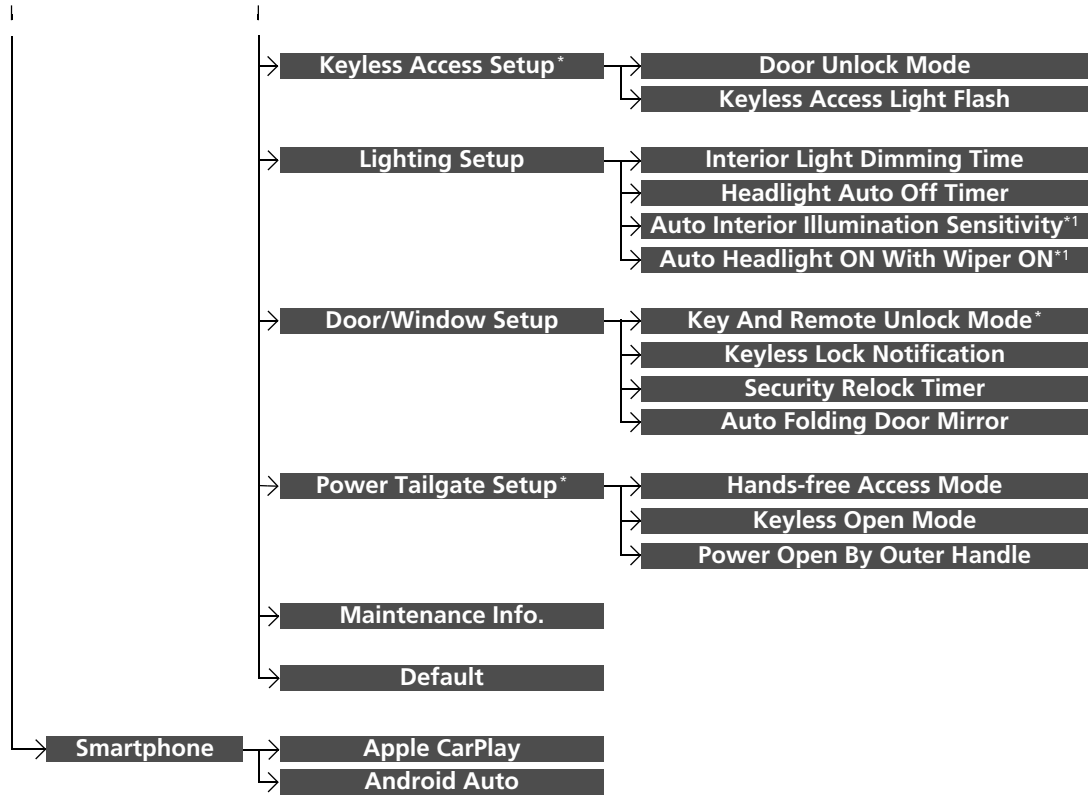 Keyless Access Setup*
Door Unlock Mode
Keyless Access Light Flash
Lighting Setup
Interior Light Dimming Time
Headlight Auto Off Timer
Auto Interior Illumination Sensitivity*1
Auto Headlight ON With Wiper ON*1
Door/Window Setup
Key And Remote Unlock Mode*
Keyless Lock Notification
Security Relock Timer
Auto Folding Door Mirror
Power Tailgate Setup*
Hands-free Access Mode
Keyless Open Mode
Power Open By Outer Handle
Maintenance Info.
Default
Smartphone
Apple CarPlay
Android Auto